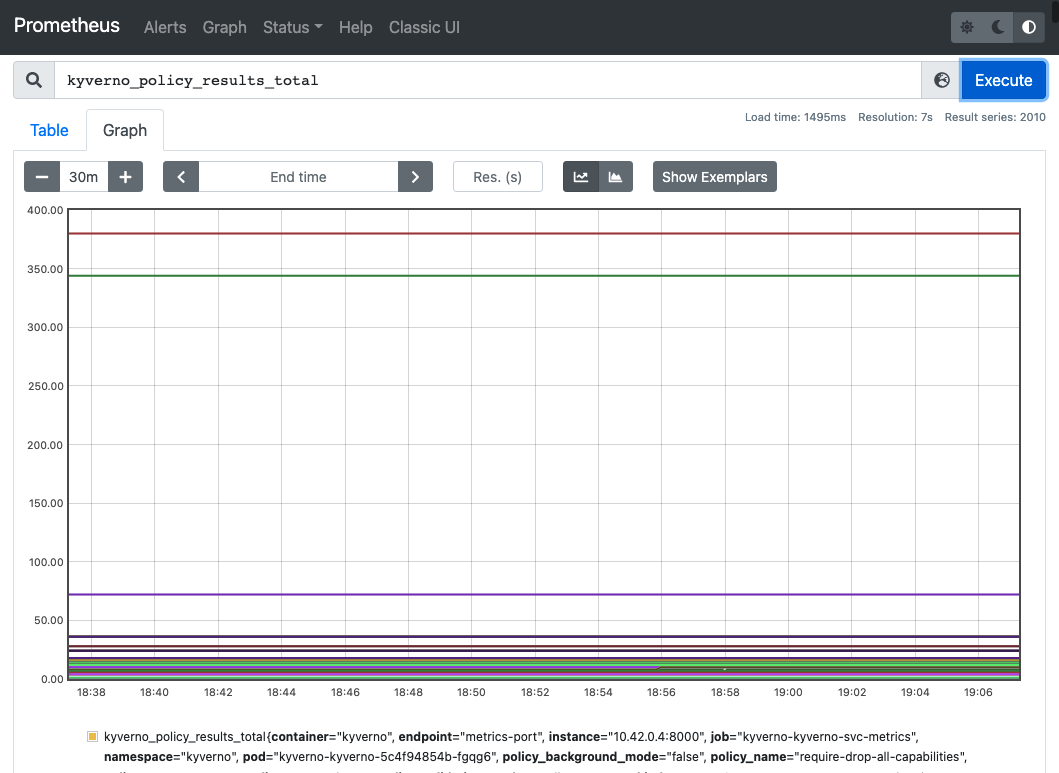 Prometheus Alerts Graph Status Help Classic UI
kyverno_policy_results_total Execute
Load time: 1495ms Resolution: 7s Result series: 2010
Table Graph
30m End time Res. (s) Show Exemplars
400.00
350.00
300.00
250.00
200.00
150.00
100.00
50.00
0.00
18:38 18:40 18:42 18:44 18:46 18:48 18:50 18:52 18:54 18:56 18:58 19:00 19:02 19:04 19:06
kyverno_policy_results_total{container="kyverno", endpoint="metrics-port", instance="10.42.0.4:8000", job="kyverno-kyverno-svc-metrics",
namespace="kyverno", pod="kyverno-kyverno-5c4f94854b-fgqg6", policy_background_mode="false", policy_name="require-drop-all-capabilities",